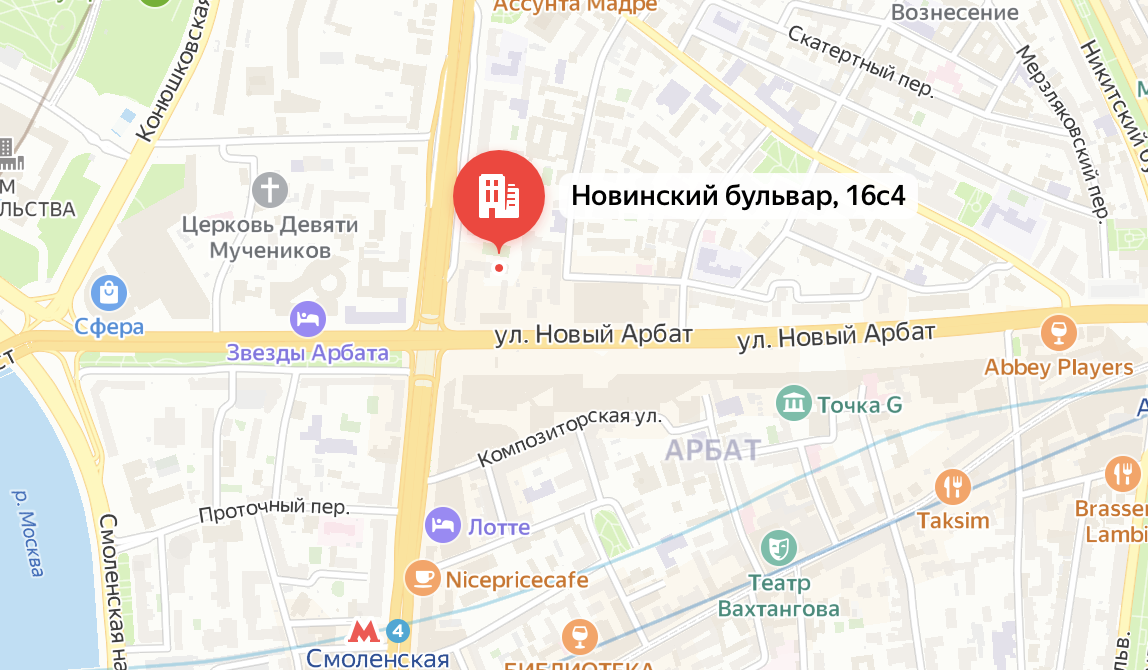 Ассунта Мадре
Вознесение
Конюшковская
Скатертный пер.
Мерзляковский пер.
Никитский бу
М
ЛЬСТВА
Церковь Девяти
Мучеников
Новинский бульвар, 16с4
Сфера
Звезды Арбата
ул. Новый Арбат
ул. Новый Арбат
Abbey Players
Точка G
Композиторская ул.
АРБАТ
р. Москва
Проточный пер.
Смоленская на
Лотте
Taksim
Brasser
Lambi
Nicepricecafe
Театр
Вахтангова
4
Смоленская
БИБЛИОТЕКА